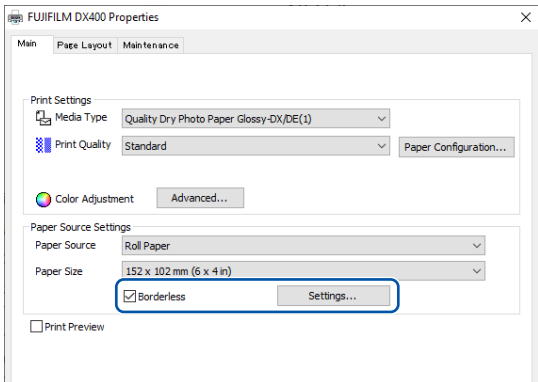 FUJIFILM DX400 Properties
Main Page Layout Maintenance
Print Settings
Media Type Quality Dry Photo Paper Glossy-DX/DE(1)
Print Quality Standard Paper Configuration...
Color Adjustment Advanced...
Paper Source Settings
Paper Source Roll Paper
Paper Size 152 x 102 mm (6 x 4 in)
Borderless Settings...
Print Preview